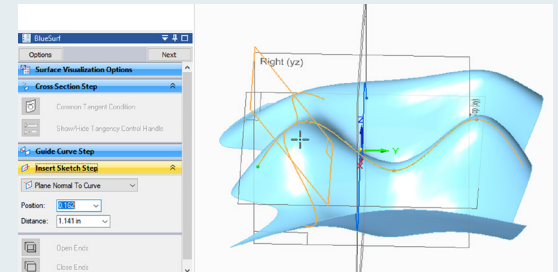 BlueSurf
Options Next
Surface Visualization Options
Cross Section Step
Common Tangent Condition
Show/Hide Tangency Control Handle
Guide Curve Step
Insert Sketch Step
Plane Normal To Curve
Position: 0.152
Distance: 1.141 in
Open Ends
Close Ends
Right (yz)
Z
Y